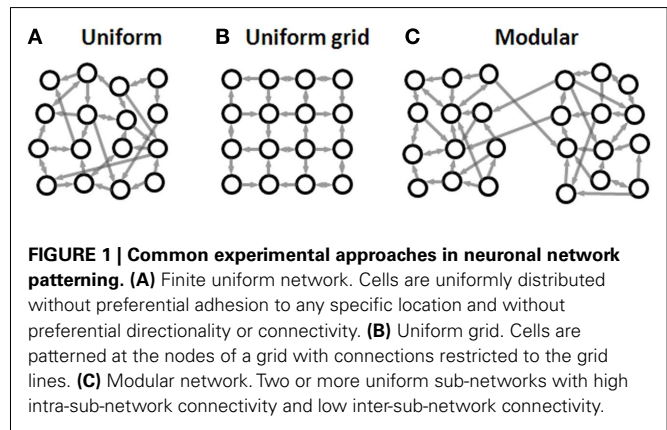 A Uniform B Uniform grid C Modular
FIGURE 1 | Common experimental approaches in neuronal network
patterning. (A) Finite uniform network. Cells are uniformly distributed
without preferential adhesion to any specific location and without
preferential directionality or connectivity. (B) Uniform grid. Cells are
patterned at the nodes of a grid with connections restricted to the grid
lines. (C) Modular network. Two or more uniform sub-networks with high
intra-sub-network connectivity and low inter-sub-network connectivity.